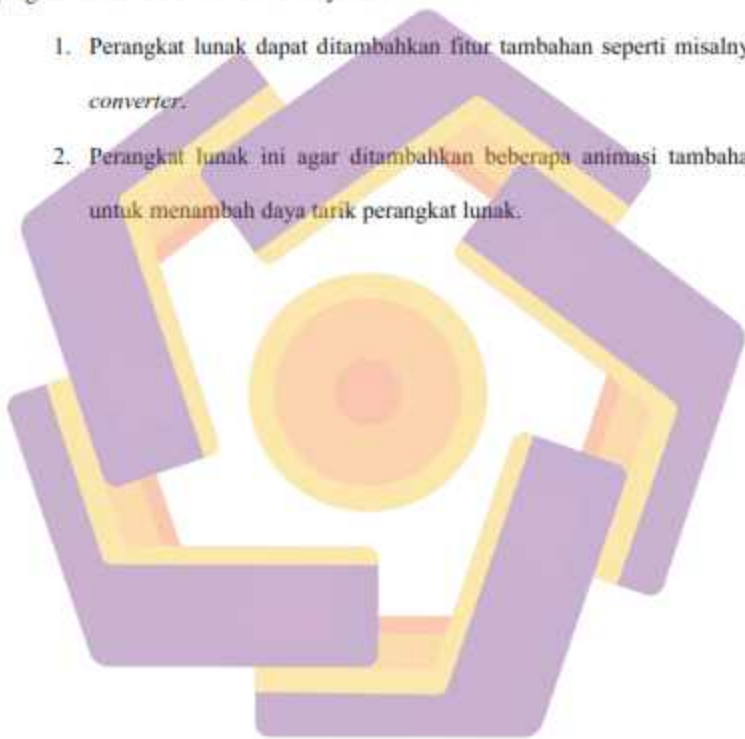 1. Perangkat lunak dapat ditambahkan fitur tambahan seperti misalny
converter.
2. Perangkat lunak ini agar ditambahkan beberapa animasi tambaha
untuk menambah daya tarik perangkat lunak.